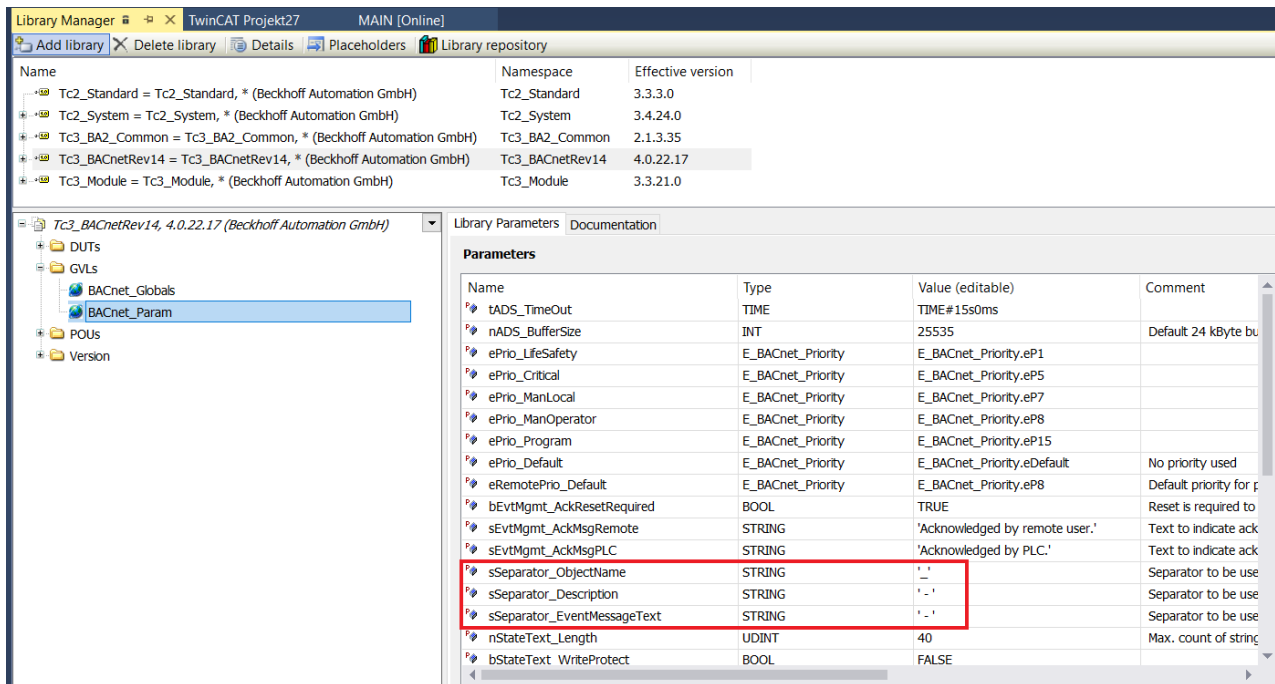 Library Manager TwinCAT Projekt27 MAIN [Online]
Add library Delete library Details Placeholders Library repository
Name Namespace Effective version
Tc2_Standard = Tc2_Standard, * (Beckhoff Automation GmbH) Tc2_Standard 3.3.3.0
Tc2_System = Tc2_System, * (Beckhoff Automation GmbH) Tc2_System 3.4.24.0
Tc3_BA2_Common = Tc3_BA2_Common, * (Beckhoff Automation GmbH) Tc3_BA2_Common 2.1.3.35
Tc3_BACnetRev14 = Tc3_BACnetRev14, * (Beckhoff Automation GmbH) Tc3_BACnetRev14 4.0.22.17
Tc3_Module = Tc3_Module, * (Beckhoff Automation GmbH) Tc3_Module 3.3.21.0
Tc3_BACnetRev14, 4.0.22.17 (Beckhoff Automation GmbH)
DUTs
GVLs
BACnet_Globals
BACnet_Param
POUs
Version
Library Parameters Documentation
Parameters
Name Type Value (editable) Comment
tADS_TimeOut TIME TIME#15s0ms
nADS_BufferSize INT 25535 Default 24 kByte bu
ePrio_LifeSafety E_BACnet_Priority E_BACnet_Priority.eP1
ePrio_Critical E_BACnet_Priority E_BACnet_Priority.eP5
ePrio_ManLocal E_BACnet_Priority E_BACnet_Priority.eP7
ePrio_ManOperator E_BACnet_Priority E_BACnet_Priority.eP8
ePrio_Program E_BACnet_Priority E_BACnet_Priority.eP15
ePrio_Default E_BACnet_Priority E_BACnet_Priority.eDefault No priority used
eRemotePrio_Default E_BACnet_Priority E_BACnet_Priority.eP8 Default priority for p
bEvtMgmt_AckResetRequired BOOL TRUE Reset is required to
sEvtMgmt_AckMsgRemote STRING 'Acknowledged by remote user.' Text to indicate ack
sEvtMgmt_AckMsgPLC STRING 'Acknowledged by PLC.' Text to indicate ack
sSeparator_ObjectName STRING '_' Separator to be use
sSeparator_Description STRING ' - ' Separator to be use
sSeparator_EventMessageText STRING ' - ' Separator to be use
nStateText_Length UDINT 40 Max. count of string
bStateText_WriteProtect BOOL FALSE